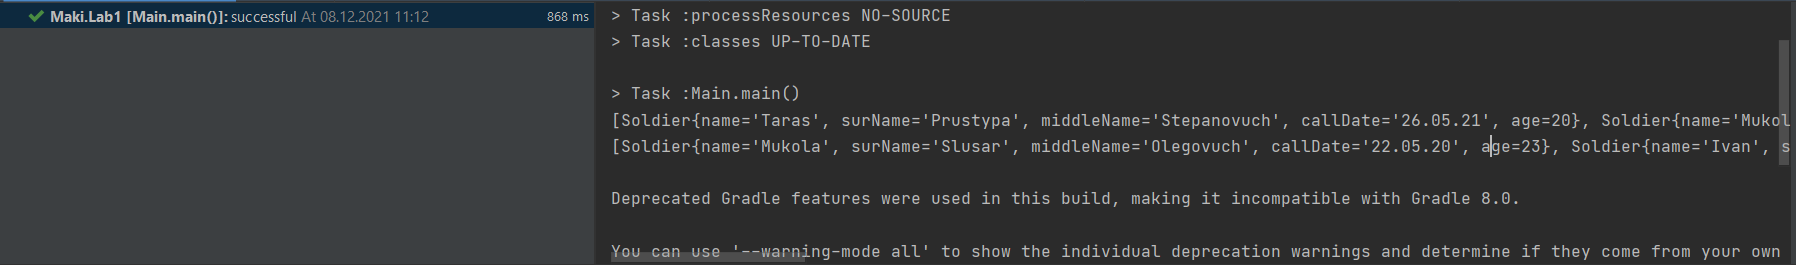 Maki.Lab1 [Main.main()]: successful At 08.12.2021 11:12 868 ms
> Task :processResources NO-SOURCE
> Task :classes UP-TO-DATE
> Task :Main.main()
[Soldier{name='Taras', surName='Prustypa', middleName='Stepanovuch', callDate='26.05.21', age=20}, Soldier{name='Mukol
[Soldier{name='Mukola', surName='Slusar', middleName='Olegovuch', callDate='22.05.20', age=23}, Soldier{name='Ivan', s
Deprecated Gradle features were used in this build, making it incompatible with Gradle 8.0.
You can use '--warning-mode all' to show the individual deprecation warnings and determine if they come from your own